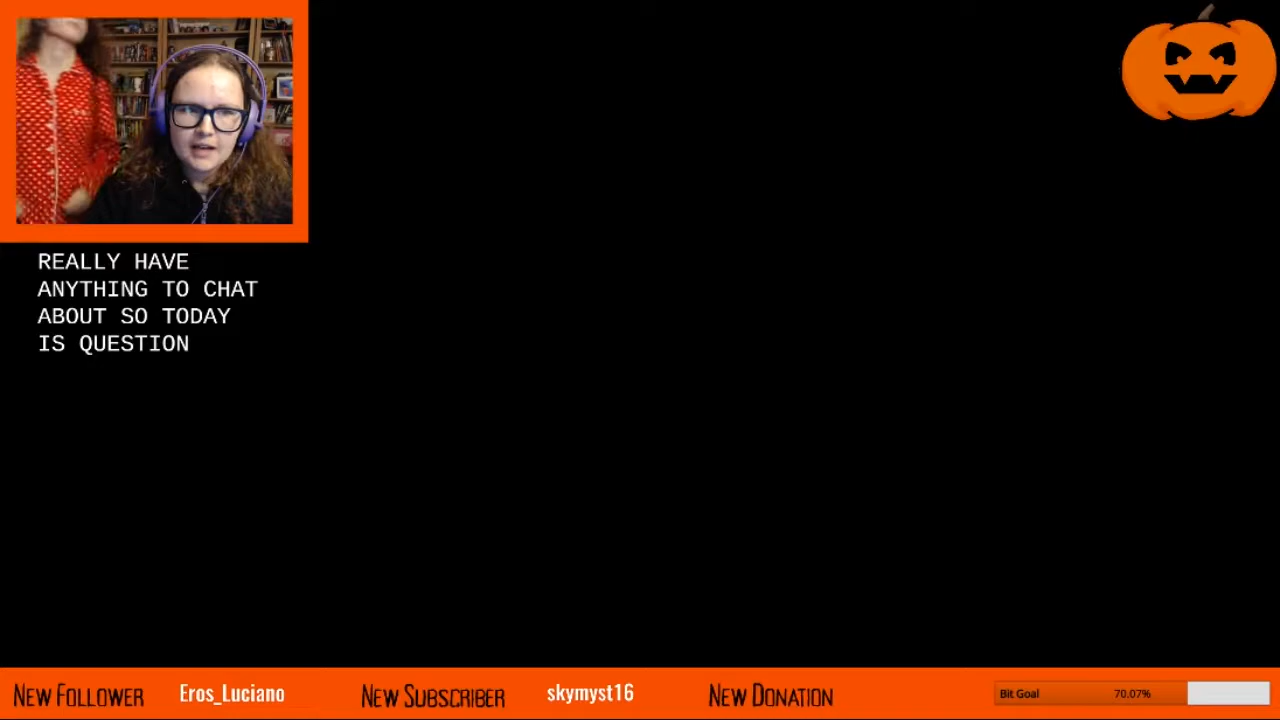 REALLY HAVE
ANYTHING TO CHAT
ABOUT SO TODAY
IS QUESTION
NEW FOLLOWER Eros_Luciano NEW SUBSCRIBER skymyst16 NEW DONATION Bit Goal 70.07%